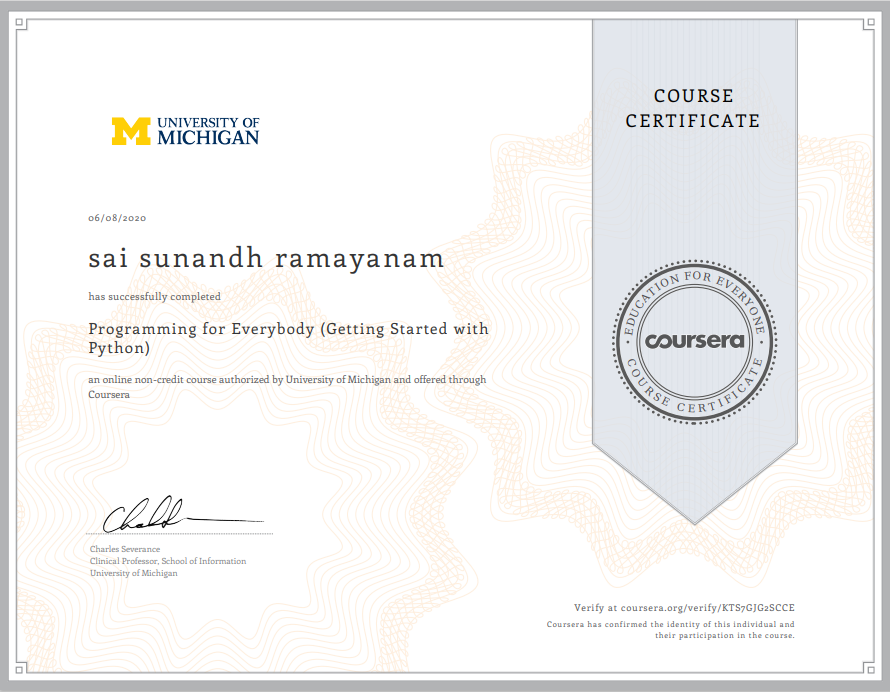 COURSE
CERTIFICATE
UNIVERSITY OF
MICHIGAN
06/08/2020
sai sunandh ramayanam
has successfully completed
Programming for Everybody (Getting Started with
Python)
an online non-credit course authorized by University of Michigan and offered through
Coursera
EDUCATION FOR EVERYONE
coursera
COURSE CERTIFICATE
Charles Severance
Clinical Professor, School of Information
University of Michigan
Verify at coursera.org/verify/KTS7GJG2SCCE
Coursera has confirmed the identity of this individual and
their participation in the course.